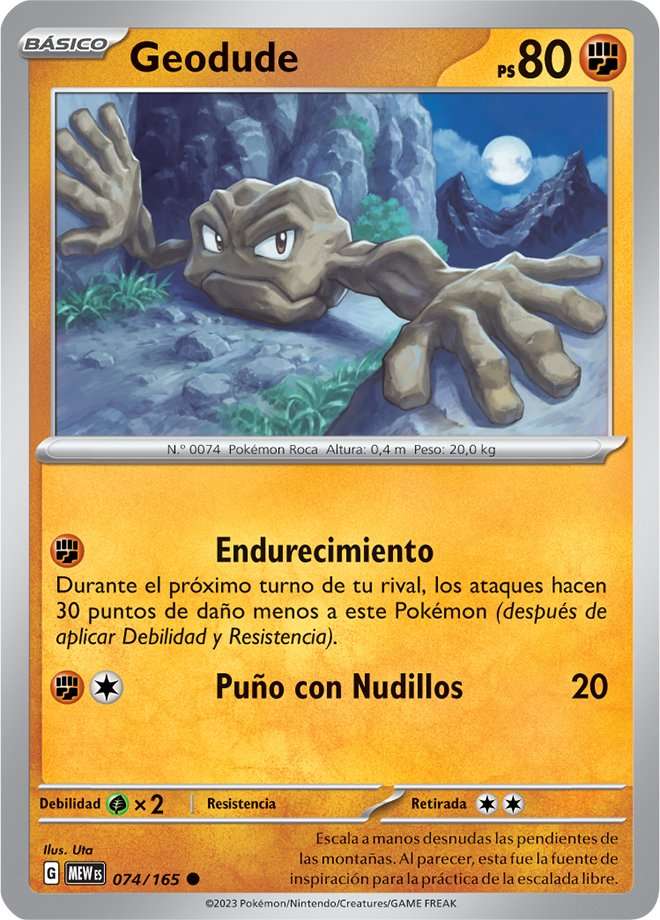 BÁSICO
Geodude
PS 80
N.º 0074 Pokémon Roca Altura: 0,4 m Peso: 20,0 kg
Endurecimiento
Durante el próximo turno de tu rival, los ataques hacen
30 puntos de daño menos a este Pokémon (después de
aplicar Debilidad y Resistencia).
Puño con Nudillos 20
Debilidad ×2 Resistencia Retirada
Ilus. Uta
G MEW ES 074/165
Escala a manos desnudas las pendientes de
las montañas. Al parecer, esta fue la fuente de
inspiración para la práctica de la escalada libre.
©2023 Pokémon/Nintendo/Creatures/GAME FREAK